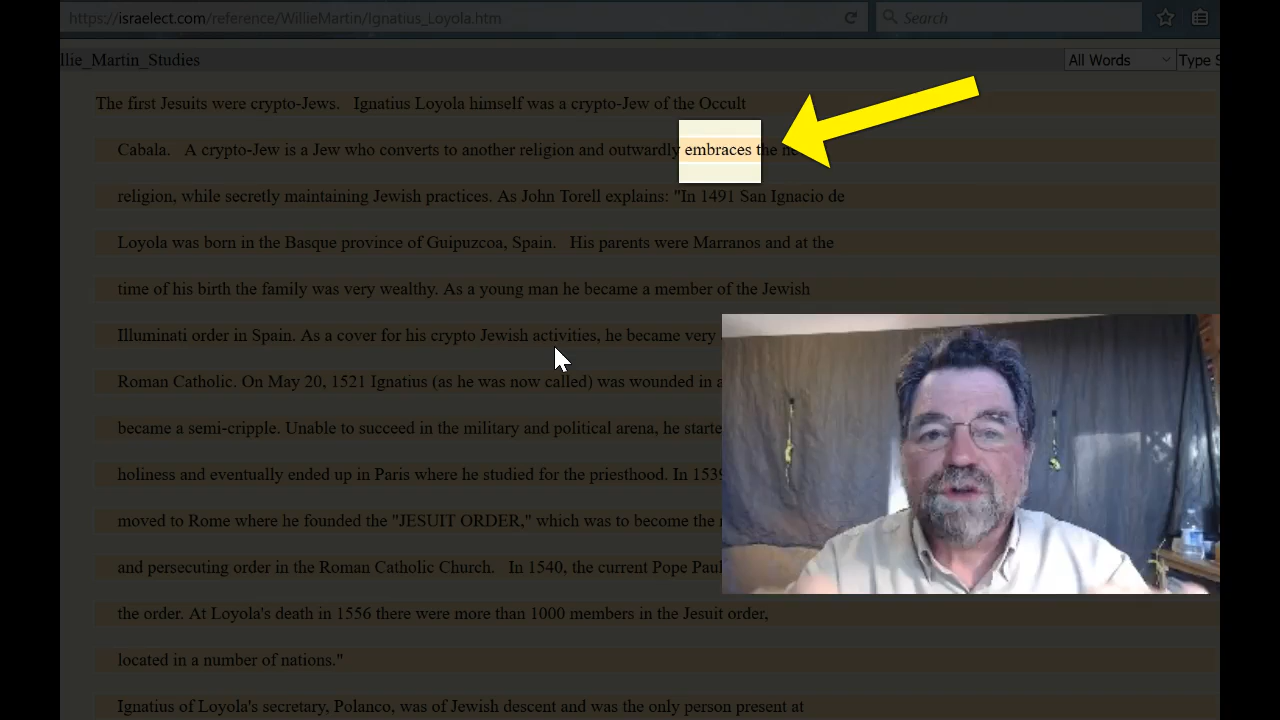 https://israelect.com/reference/WillieMartin/Ignatius_Loyola.htm
Search
llie_Martin_Studies
All Words
Type S
The first Jesuits were crypto-Jews. Ignatius Loyola himself was a crypto-Jew of the Occult
Cabala. A crypto-Jew is a Jew who converts to another religion and outwardly embraces the
religion, while secretly maintaining Jewish practices. As John Torell explains: "In 1491 San Ignacio de
Loyola was born in the Basque province of Guipuzcoa, Spain. His parents were Marranos and at the
time of his birth the family was very wealthy. As a young man he became a member of the Jewish
Illuminati order in Spain. As a cover for his crypto Jewish activities, he became very
Roman Catholic. On May 20, 1521 Ignatius (as he was now called) was wounded in a
became a semi-cripple. Unable to succeed in the military and political arena, he starte
holiness and eventually ended up in Paris where he studied for the priesthood. In 1539
moved to Rome where he founded the "JESUIT ORDER," which was to become the
and persecuting order in the Roman Catholic Church. In 1540, the current Pope Paul
the order. At Loyola's death in 1556 there were more than 1000 members in the Jesuit order,
located in a number of nations."
Ignatius of Loyola's secretary, Polanco, was of Jewish descent and was the only person present at